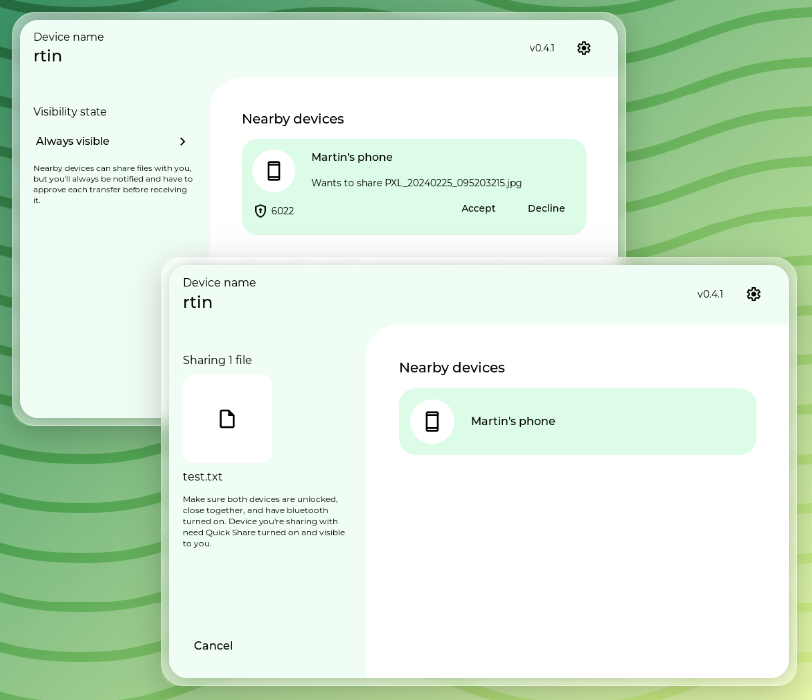 Device name
rtin
v0.4.1
Visibility state
Always visible
Nearby devices can share files with you,
but you'll always be notified and have to
approve each transfer before receiving
it.
Nearby devices
Martin's phone
Wants to share PXL_20240225_095203215.jpg
6022
Accept
Decline
Device name
rtin
v0.4.1
Sharing 1 file
test.txt
Make sure both devices are unlocked,
close together, and have bluetooth
turned on. Device you're sharing with
need Quick Share turned on and visible
to you.
Cancel
Nearby devices
Martin's phone